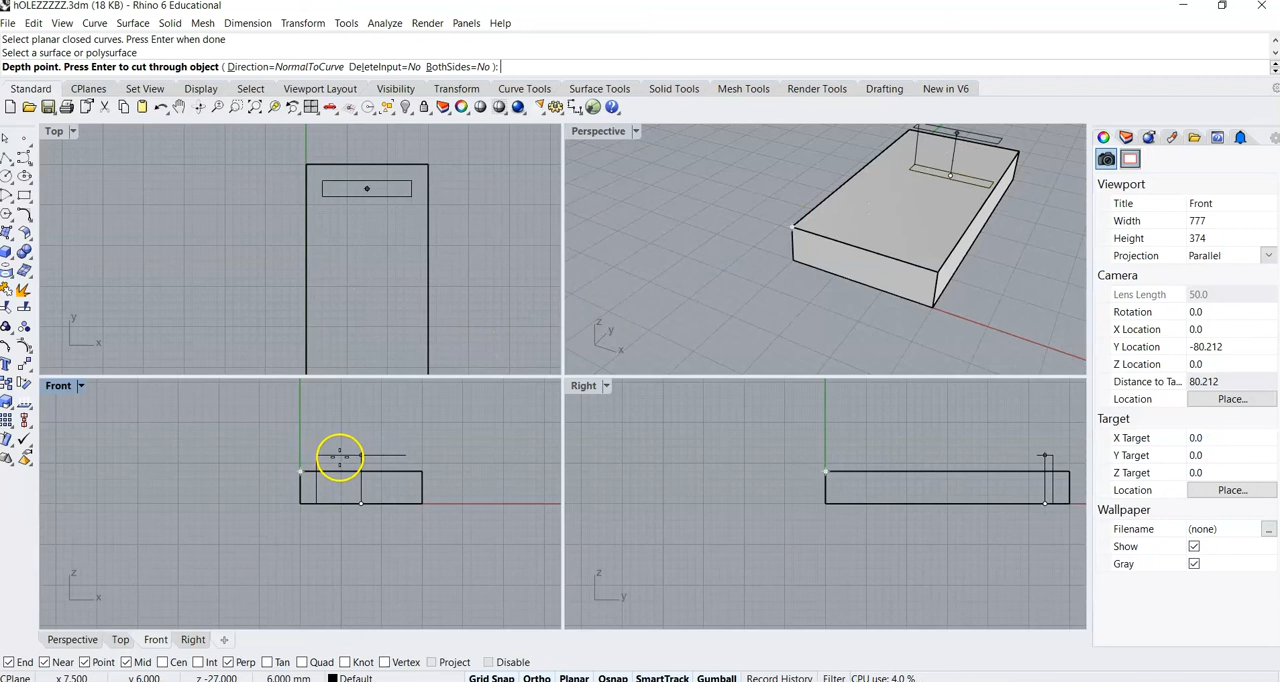 hOLEZZZZZ.3dm (18 KB) - Rhino 6 Educational
File Edit View Curve Surface Solid Mesh Dimension Transform Tools Analyze Render Panels Help
Select planar closed curves. Press Enter when done
Select a surface or polysurface
Depth point. Press Enter to cut through object ( Direction=NormalToCurve DeleteInput=No BothSides=No ):
Standard CPlanes Set View Display Select Viewport Layout Visibility Transform Curve Tools Surface Tools Solid Tools Mesh Tools Render Tools Drafting New in V6
Top
Perspective
Viewport
Title Front
Width 777
Height 374
Projection Parallel
Camera
Lens Length 50.0
Rotation 0.0
X Location 0.0
Y Location -80.212
Z Location 0.0
Distance to Ta... 80.212
Location Place...
Target
X Target 0.0
Y Target 0.0
Z Target 0.0
Location Place...
Wallpaper
Filename (none) ...
Show
Gray
y
x
z
y
x
Front
Right
z
x
z
y
Perspective Top Front Right
End Near Point Mid Cen Int Perp Tan Quad Knot Vertex Project Disable
CPlane x 7.500 y 6.000 z -27.000 6.000 mm Default Grid Snap Ortho Planar Osnap SmartTrack Gumball Record History Filter CPU use: 4.0 %